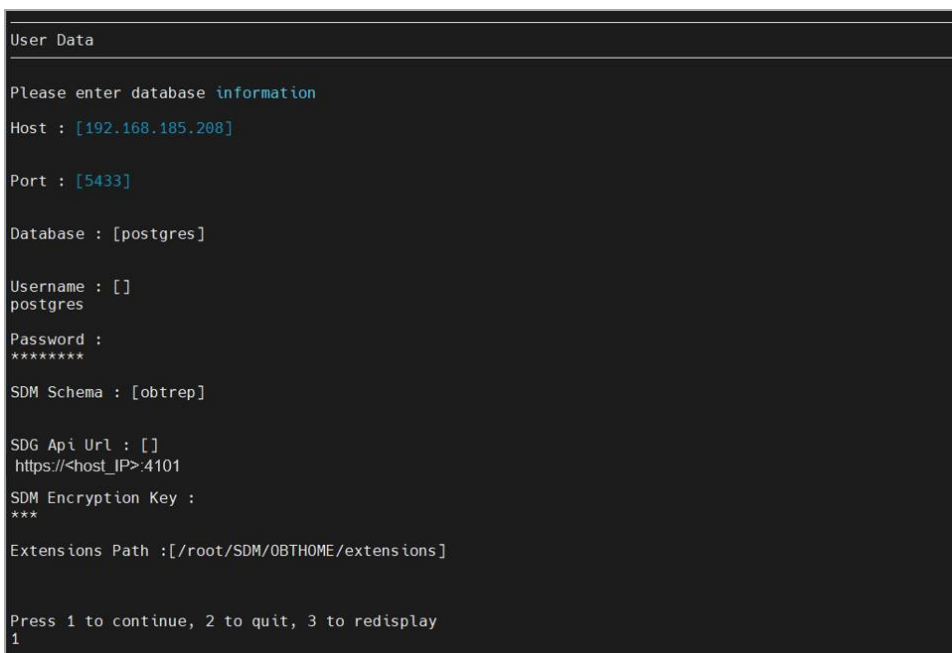 User Data
Please enter database information
Host : [192.168.185.208]
Port : [5433]
Database : [postgres]
Username : []
postgres
Password :
********
SDM Schema : [obtrep]
SDG Api Url : []
https://<host_IP>:4101
SDM Encryption Key :
***
Extensions Path :[/root/SDM/OBTHOME/extensions]
Press 1 to continue, 2 to quit, 3 to redisplay
1